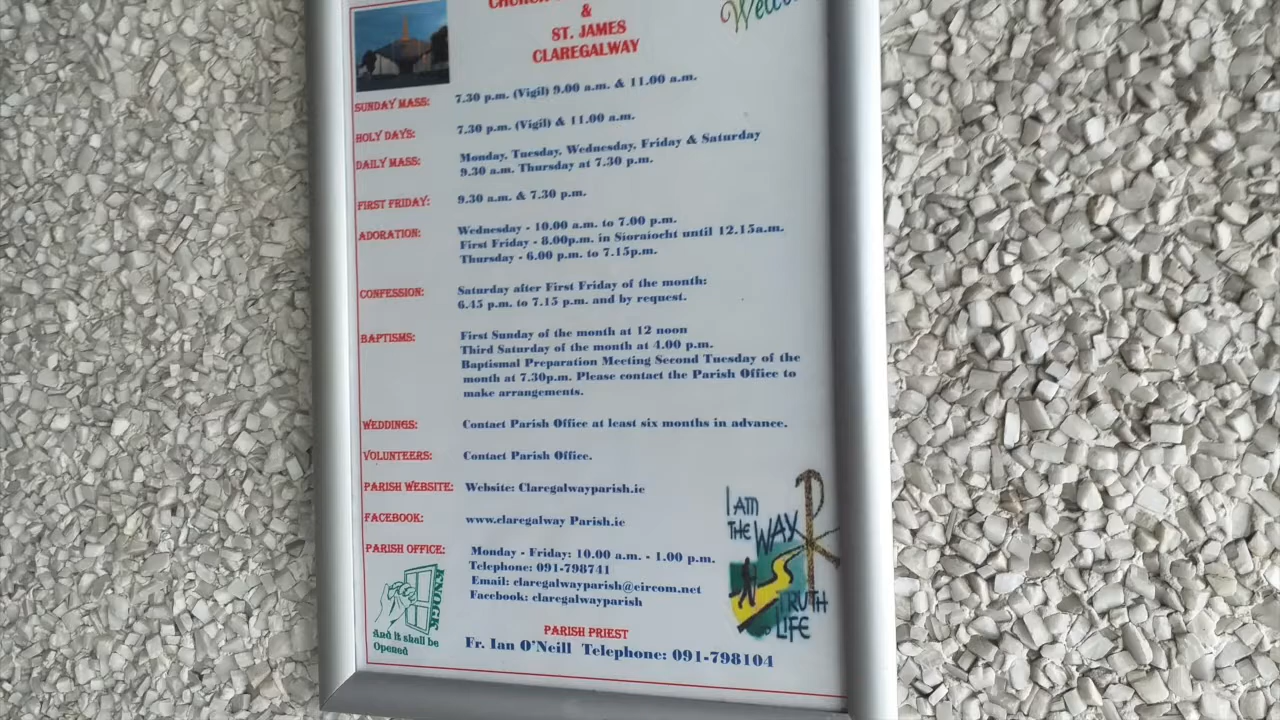 &
ST. JAMES
CLAREGALWAY
SUNDAY MASS: 7.30 p.m. (Vigil) 9.00 a.m. & 11.00 a.m.
HOLY DAYS: 7.30 p.m. (Vigil) & 11.00 a.m.
DAILY MASS: Monday, Tuesday, Wednesday, Friday & Saturday
9.30 a.m. Thursday at 7.30 p.m.
FIRST FRIDAY: 9.30 a.m. & 7.30 p.m.
ADORATION: Wednesday - 10.00 a.m. to 7.00 p.m.
First Friday - 8.00p.m. in Sioraiocht until 12.15a.m.
Thursday - 6.00 p.m. to 7.15p.m.
CONFESSION: Saturday after First Friday of the month:
6.45 p.m. to 7.15 p.m. and by request.
BAPTISMS: First Sunday of the month at 12 noon
Third Saturday of the month at 4.00 p.m.
Baptismal Preparation Meeting Second Tuesday of the
month at 7.30p.m. Please contact the Parish Office to
make arrangements.
WEDDINGS: Contact Parish Office at least six months in advance.
VOLUNTEERS: Contact Parish Office.
PARISH WEBSITE: Website: Claregalwayparish.ie
FACEBOOK: www.claregalway Parish.ie
PARISH OFFICE: Monday - Friday: 10.00 a.m. - 1.00 p.m.
Telephone: 091-798741
Email: claregalwayparish@eircom.net
Facebook: claregalwayparish
KNOCK
And it shall be
Opened
I AM
THE WAY
TRUTH
LIFE
PARISH PRIEST
Fr. Ian O'Neill Telephone: 091-798104